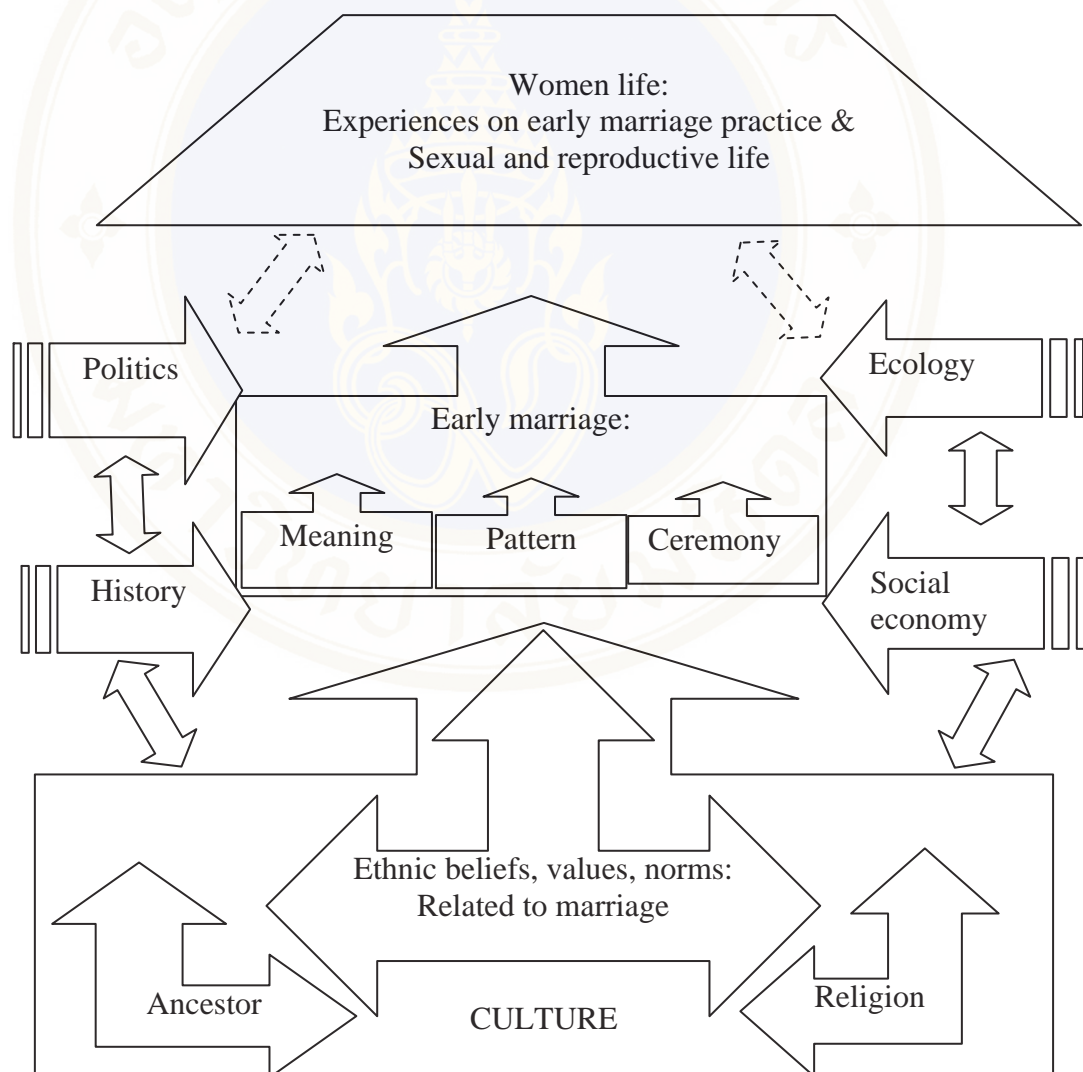 Women life:
Experiences on early marriage practice &
Sexual and reproductive life
Politics
Ecology
Early marriage:
Meaning
Pattern
Ceremony
History
Social
economy
Ethnic beliefs, values, norms:
Related to marriage
Ancestor
Religion
CULTURE